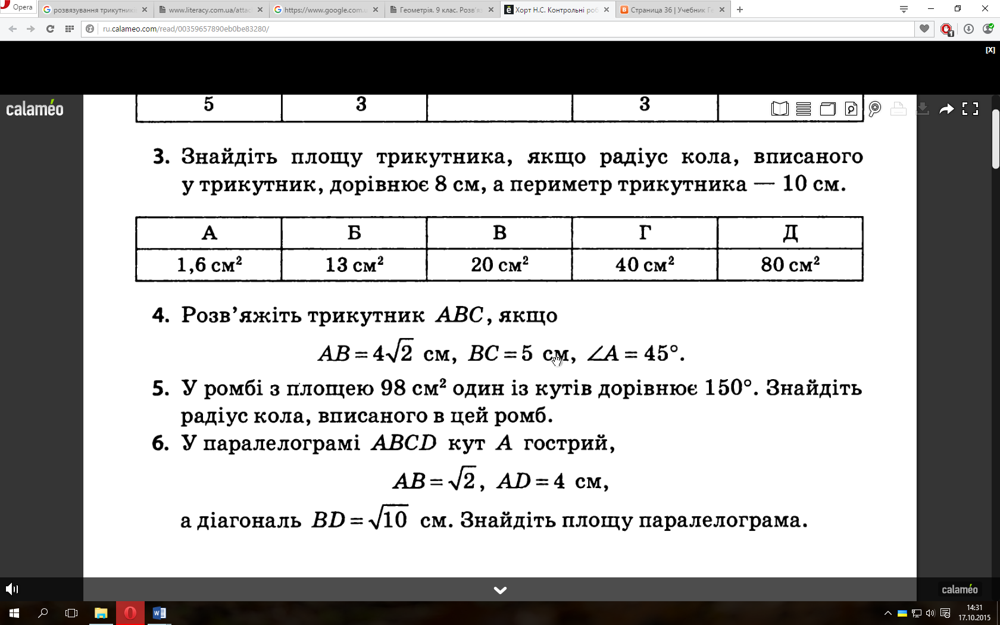 Opera
розвязування трикутників
www.literacy.com.ua/attac
https://www.google.com.u
Геометрія. 9 клас. Розв'яз
Хорт Н.С. Контрольні роб
Страница 36 | Учебник Ге
ru.calameo.com/read/00359657890eb0be83280/
[X]
calaméo
5 3 3
3. Знайдіть площу трикутника, якщо радіус кола, вписаного
у трикутник, дорівнює 8 см, а периметр трикутника — 10 см.
А Б В Г Д
1,6 см² 13 см² 20 см² 40 см² 80 см²
4. Розв’яжіть трикутник ABC, якщо
AB = 4√2 см, BC = 5 см, ∠A = 45°.
5. У ромбі з площею 98 см² один із кутів дорівнює 150°. Знайдіть
радіус кола, вписаного в цей ромб.
6. У паралелограмі ABCD кут A гострий,
AB = √2, AD = 4 см,
а діагональ BD = √10 см. Знайдіть площу паралелограма.
calaméo
14:31
17.10.2015